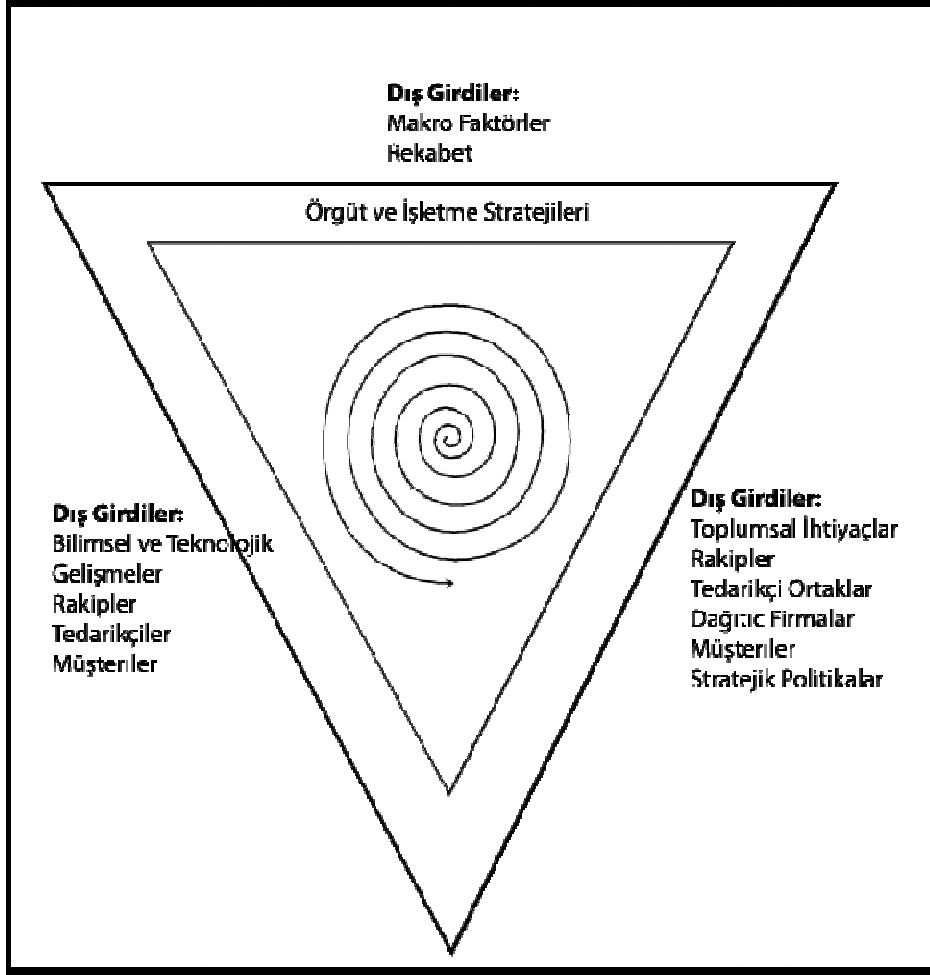 Dış Girdiler:
Makro Faktörler
Rekabet
Örgüt ve İşletme Stratejileri
Dış Girdiler:
Bilimsel ve Teknolojik
Gelişmeler
Rakipler
Tedarikçiler
Müşteriler
Dış Girdiler:
Toplumsal İhtiyaçlar
Rakipler
Tedarikçi Ortaklar
Dağıtıc Firmalar
Müşteriler
Stratejik Politikalar